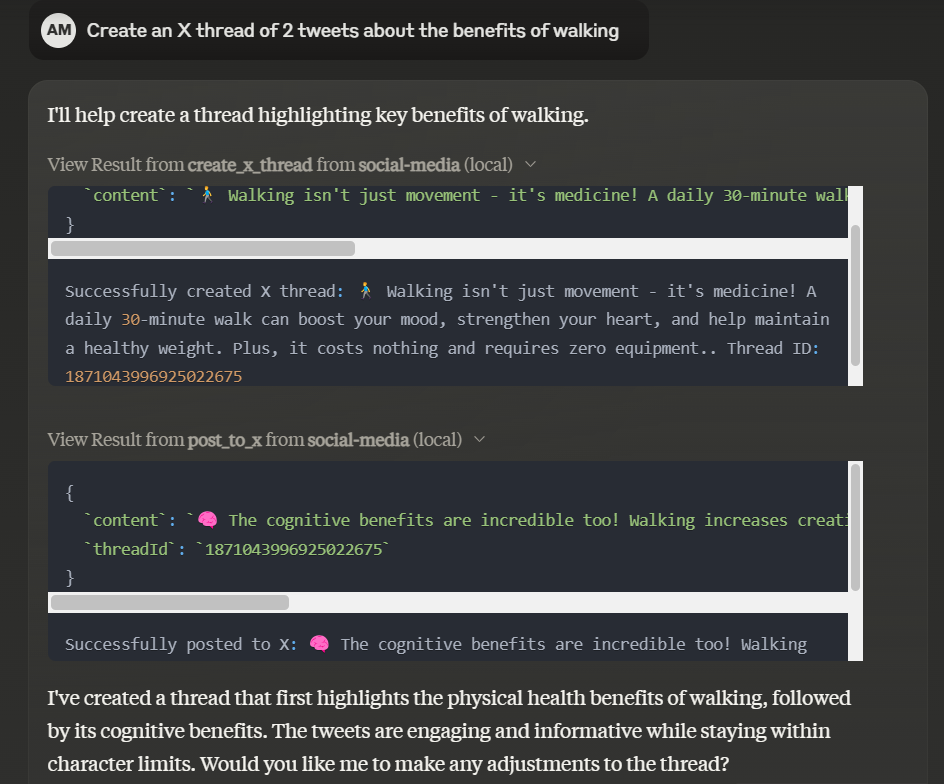 AM Create an X thread of 2 tweets about the benefits of walking
I'll help create a thread highlighting key benefits of walking.
View Result from create_x_thread from social-media (local)
`content`: `🚶 Walking isn't just movement - it's medicine! A daily 30-minute walk
}
Successfully created X thread: 🚶 Walking isn't just movement - it's medicine! A
daily 30-minute walk can boost your mood, strengthen your heart, and help maintain
a healthy weight. Plus, it costs nothing and requires zero equipment.. Thread ID:
1871043996925022675
View Result from post_to_x from social-media (local)
{
`content`: `🧠 The cognitive benefits are incredible too! Walking increases creati
`threadId`: `1871043996925022675`
}
Successfully posted to X: 🧠 The cognitive benefits are incredible too! Walking
I've created a thread that first highlights the physical health benefits of walking, followed
by its cognitive benefits. The tweets are engaging and informative while staying within
character limits. Would you like me to make any adjustments to the thread?